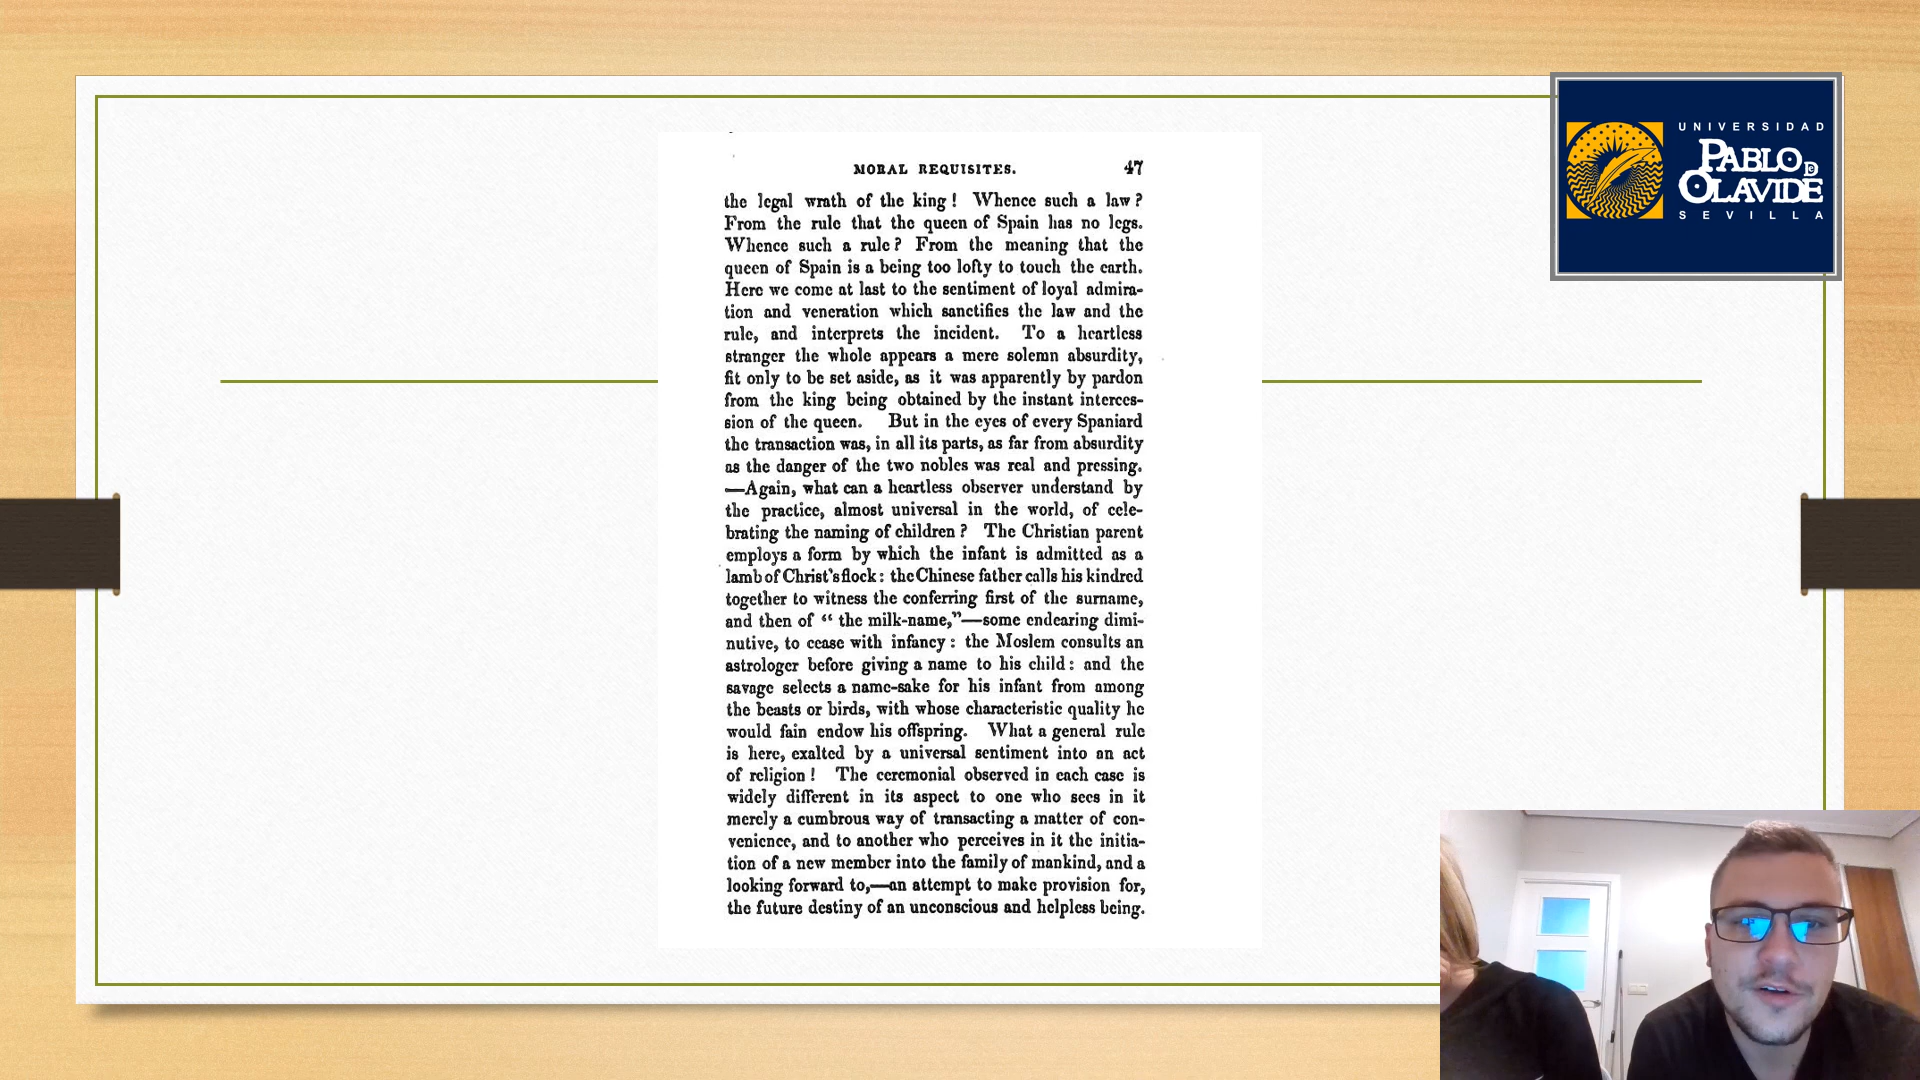 MORAL REQUISITES. 47
the legal wrath of the king! Whence such a law?
From the rule that the queen of Spain has no legs.
Whence such a rule? From the meaning that the
queen of Spain is a being too lofty to touch the earth.
Here we come at last to the sentiment of loyal admira-
tion and veneration which sanctifies the law and the
rule, and interprets the incident. To a heartless
stranger the whole appears a mere solemn absurdity,
fit only to be set aside, as it was apparently by pardon
from the king being obtained by the instant interces-
sion of the queen. But in the eyes of every Spaniard
the transaction was, in all its parts, as far from absurdity
as the danger of the two nobles was real and pressing.
—Again, what can a heartless observer understand by
the practice, almost universal in the world, of cele-
brating the naming of children? The Christian parent
employs a form by which the infant is admitted as a
lamb of Christ's flock: the Chinese father calls his kindred
together to witness the conferring first of the surname,
and then of “ the milk-name,”—some endearing dimi-
nutive, to cease with infancy: the Moslem consults an
astrologer before giving a name to his child: and the
savage selects a name-sake for his infant from among
the beasts or birds, with whose characteristic quality he
would fain endow his offspring. What a general rule
is here, exalted by a universal sentiment into an act
of religion! The ceremonial observed in each case is
widely different in its aspect to one who sees in it
merely a cumbrous way of transacting a matter of con-
venience, and to another who perceives in it the initia-
tion of a new member into the family of mankind, and a
looking forward to,—an attempt to make provision for,
the future destiny of an unconscious and helpless being.
UNIVERSIDAD
PABLO DE
OLAVIDE
SEVILLA